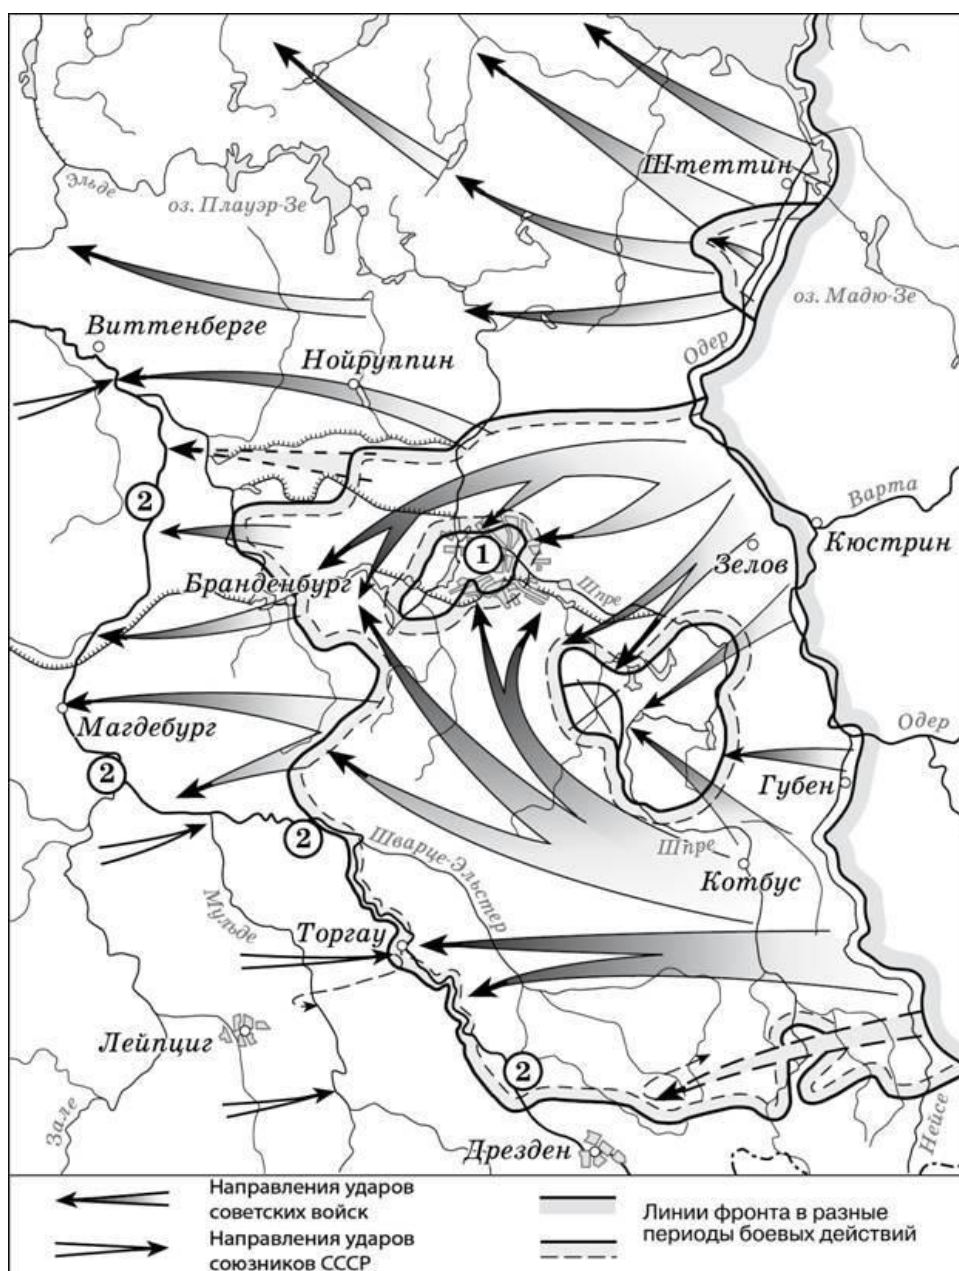 Штеттин
Эльде
оз. Плауэр-Зе
оз. Мадю-Зе
Виттенберге
Одер
Нойруппин
2
Варта
1
Кюстрин
Зелов
Бранденбург
Шпре
Магдебург
Одер
2
Губен
2
Шварце-Эльстер
Шпре
Котбус
Мульде
Торгау
Лейпциг
2
Зале
Нейсе
Дрезден
Направления ударов
советских войск
Направления ударов
союзников СССР
Линии фронта в разные
периоды боевых действий